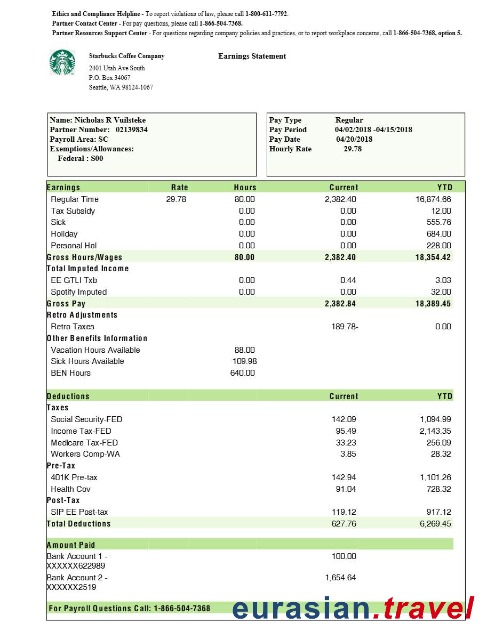 Ethics and Compliance Helpline - To report violations of law, please call 1-800-611-7792.
Partner Contact Center - For pay questions, please call 1-866-504-7368.
Partner Resources Support Center - For questions regarding company policies and practices, or to report workplace concerns, call 1-866-504-7368, option 5.
Starbucks Coffee Company Earnings Statement
2401 Utah Ave South
P.O. Box 34067
Seattle, WA 98124-1067
Name: Nicholas R Vuilsteke Pay Type Regular
Partner Number: 02139834 Pay Period 04/02/2018 -04/15/2018
Payroll Area: SC Pay Date 04/20/2018
Exemptions/Allowances: Hourly Rate 29.78
Federal : S00
Earnings Rate Hours Current YTD
Regular Time 29.78 80.00 2,382.40 16,874.66
Tax Subsidy 0.00 0.00 12.00
Sick 0.00 0.00 555.76
Holiday 0.00 0.00 684.00
Personal Hol 0.00 0.00 228.00
Gross Hours/Wages 80.00 2,382.40 18,354.42
Total Imputed Income
EE GTLI Txb 0.00 0.44 3.03
Spotify Imputed 0.00 0.00 32.00
Gross Pay 2,382.84 18,389.45
Retro Adjustments
Retro Taxes 189.78- 0.00
Other Benefits Information
Vacation Hours Available 88.00
Sick Hours Available 109.98
BEN Hours 640.00
Deductions Current YTD
Taxes
Social Security-FED 142.09 1,094.99
Income Tax-FED 95.49 2,143.35
Medicare Tax-FED 33.23 256.09
Workers Comp-WA 3.85 28.32
Pre-Tax
401K Pre-tax 142.94 1,101.26
Health Cov 91.04 728.32
Post-Tax
SIP EE Post-tax 119.12 917.12
Total Deductions 627.76 6,269.45
Amount Paid
Bank Account 1 - 100.00
XXXXXX622989
Bank Account 2 - 1,654.64
XXXXXX2519
For Payroll Questions Call: 1-866-504-7368
eurasian.travel